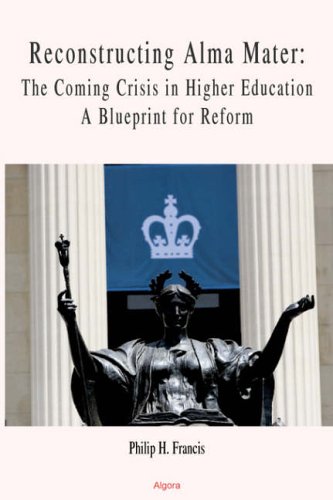 Reconstructing Alma Mater:
The Coming Crisis in Higher Education
A Blueprint for Reform
Philip H. Francis
Algora